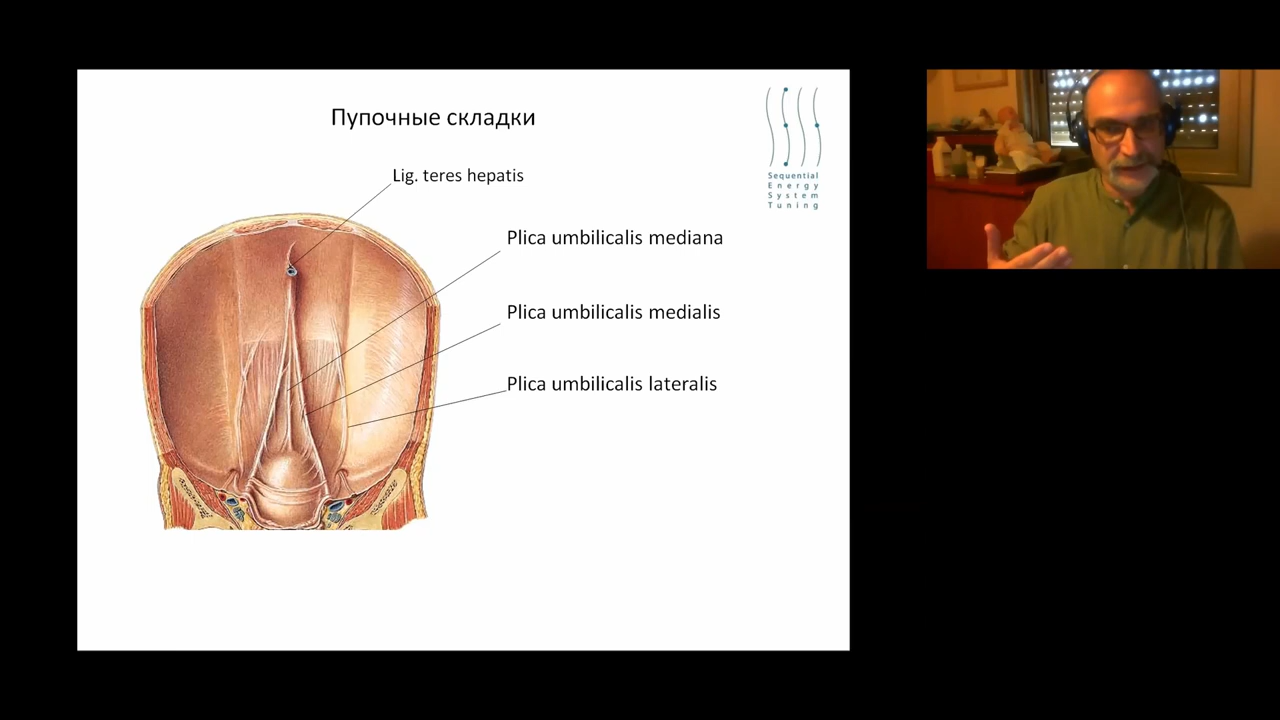 Пупочные складки
Sequential
Energy
System
Tuning
Lig. teres hepatis
Plica umbilicalis mediana
Plica umbilicalis medialis
Plica umbilicalis lateralis